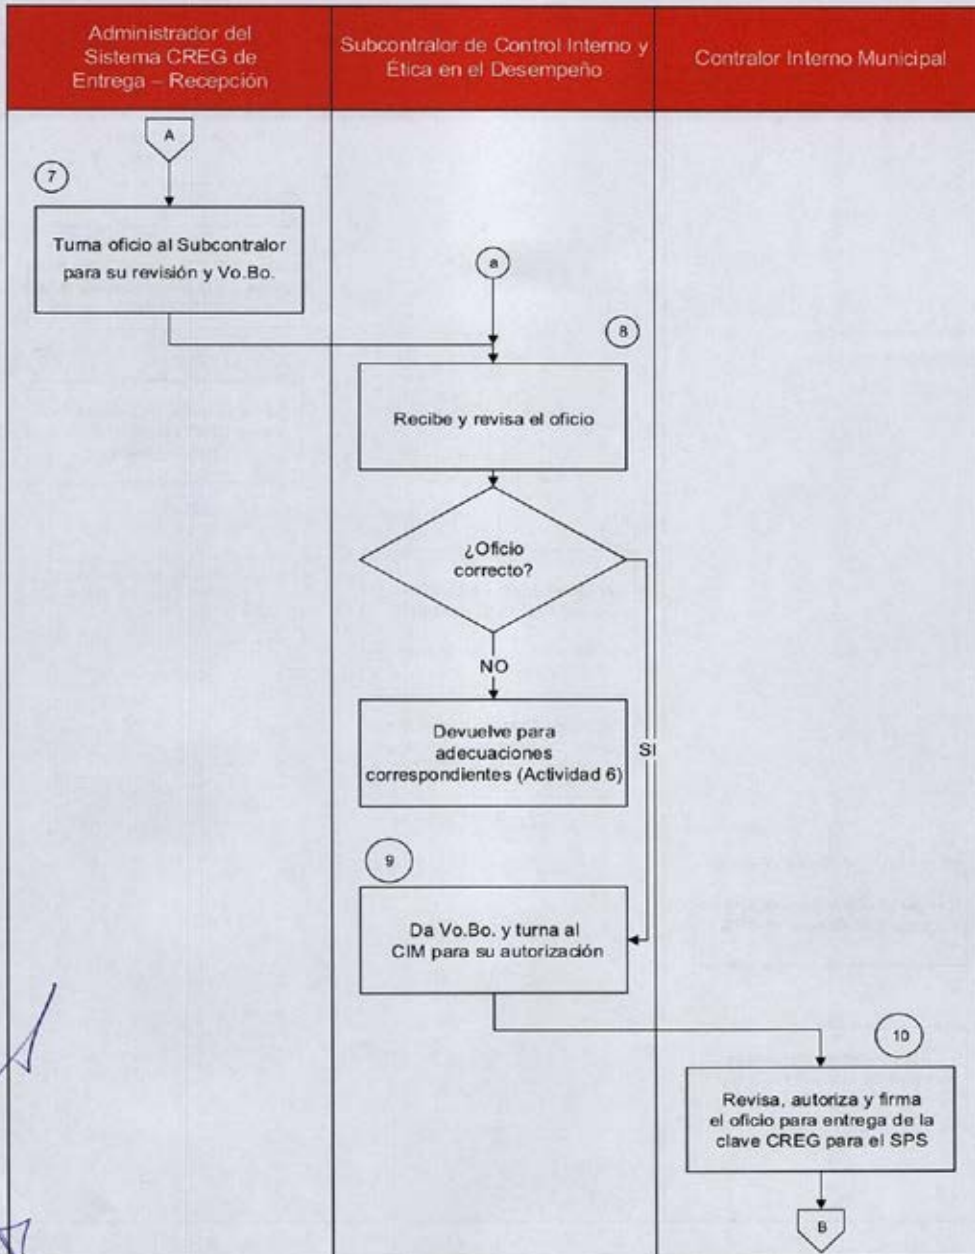 Administrador del
Sistema CREG de
Entrega – Recepción
Subcontralor de Control Interno y
Ética en el Desempeño
Contralor Interno Municipal
A
7
Turna oficio al Subcontralor
para su revisión y Vo.Bo.
a
8
Recibe y revisa el oficio
¿Oficio
correcto?
NO
SI
Devuelve para
adecuaciones
correspondientes (Actividad 6)
9
Da Vo.Bo. y turna al
CIM para su autorización
10
Revisa, autoriza y firma
el oficio para entrega de la
clave CREG para el SPS
B